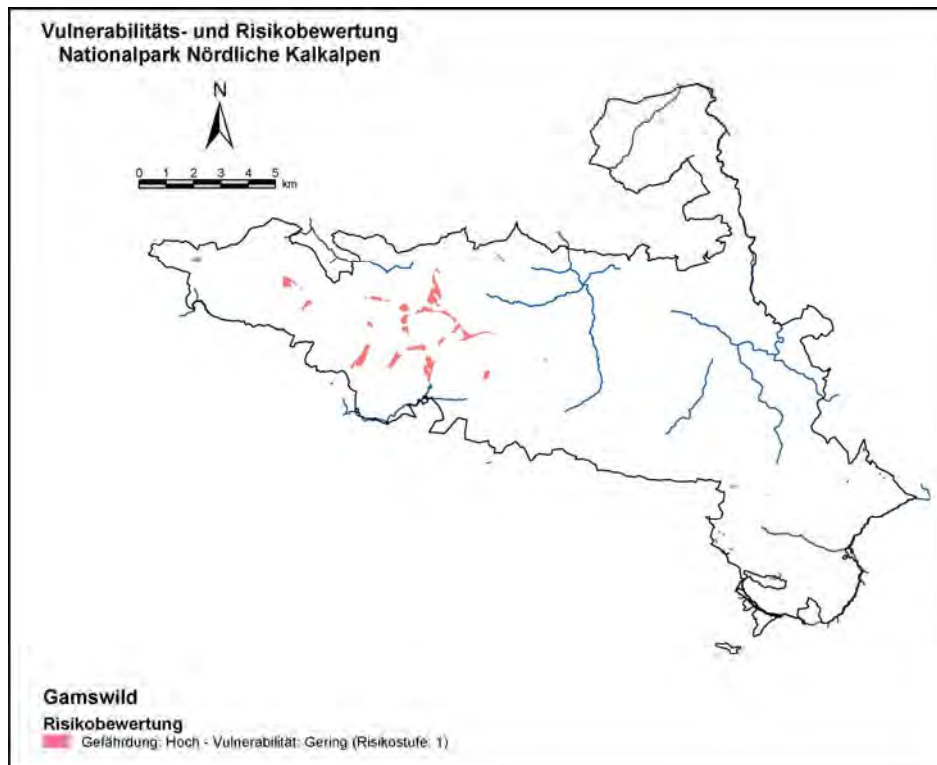 Vulnerabilitäts- und Risikobewertung
Nationalpark Nördliche Kalkalpen
N
0 1 2 3 4 5
km
Gamswild
Risikobewertung
Gefährdung: Hoch - Vulnerabilität: Gering (Risikostufe: 1)